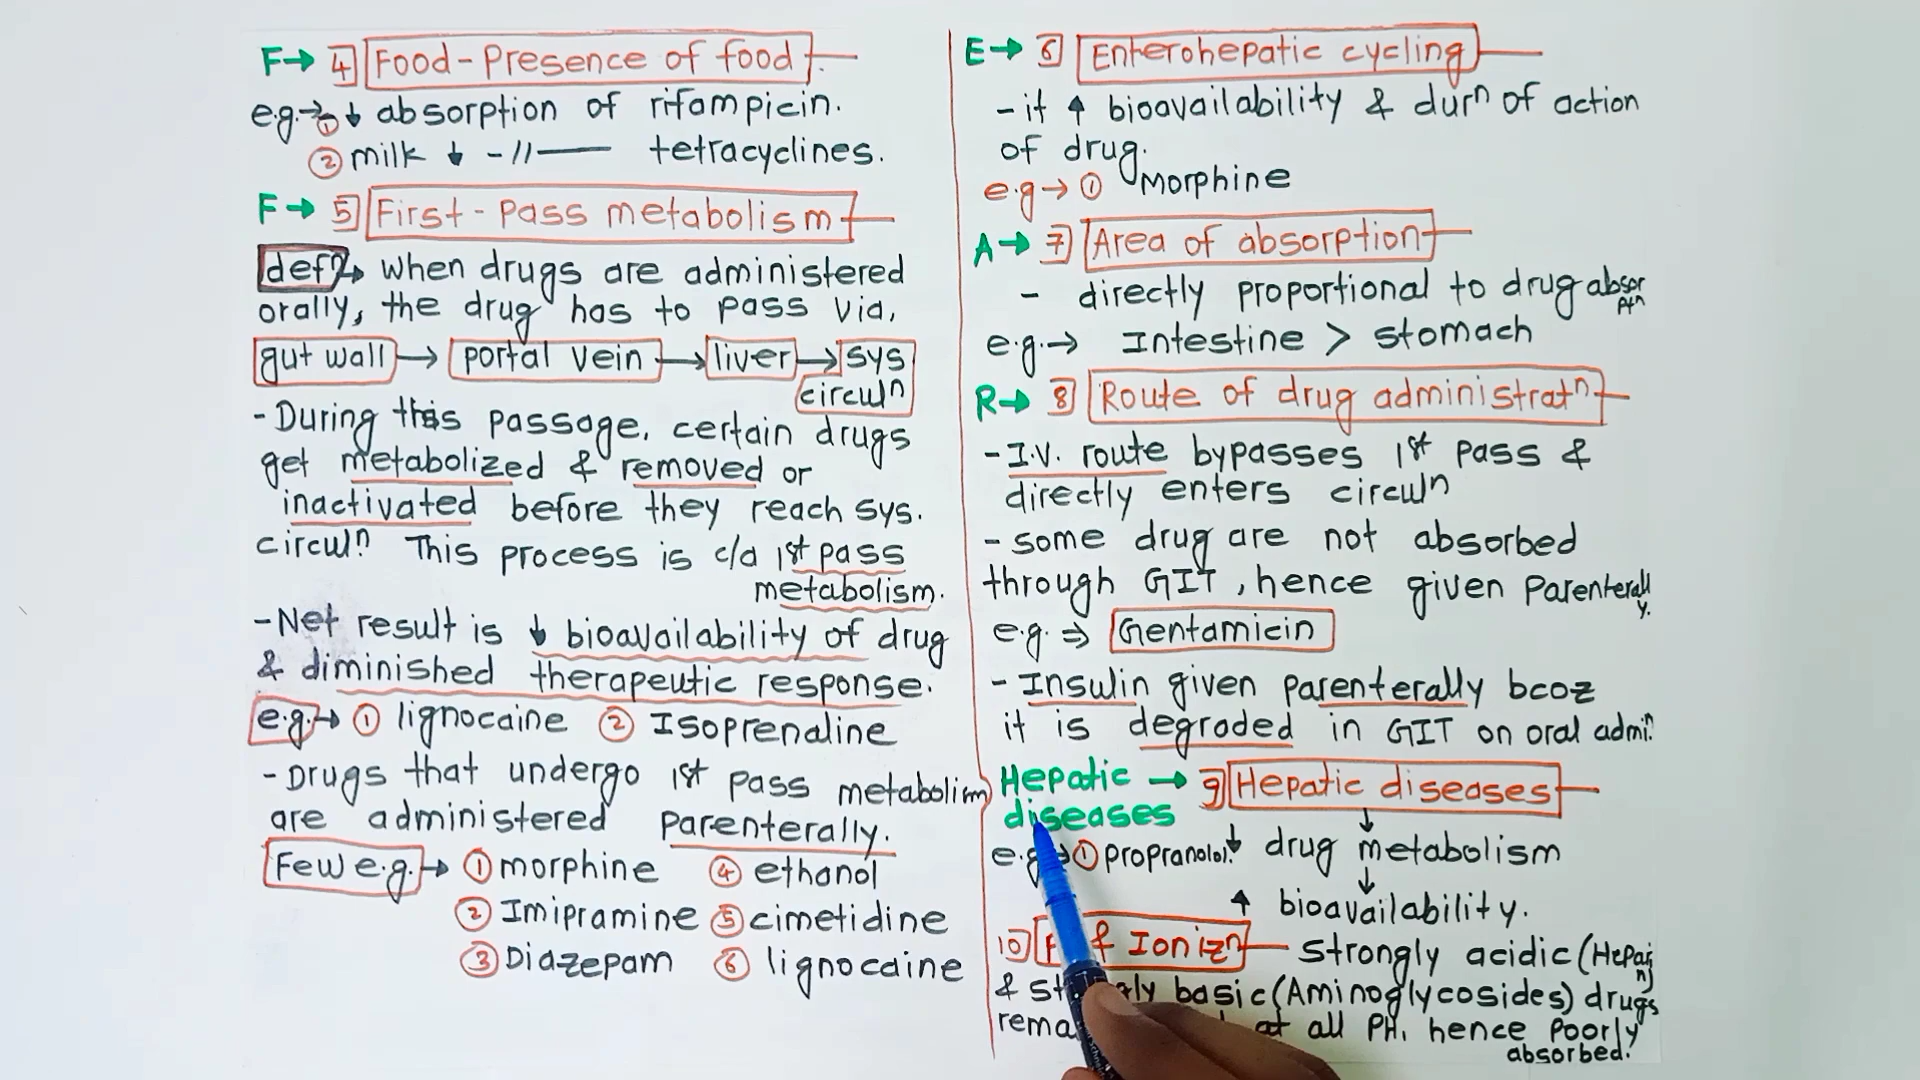 F→ 4 Food - Presence of food
e.g→ ① ↓ absorption of rifampicin.
② milk ↓ -〃— tetracyclines.
F→ 5 First - Pass metabolism
defⁿ→ when drugs are administered
orally, the drug has to pass via,
gut wall → portal vein → liver → sys
circulⁿ
- During this passage, certain drugs
get metabolized & removed or
inactivated before they reach sys.
circulⁿ. This process is c/a 1st pass
metabolism.
- Net result is ↓ bioavailability of drug
& diminished therapeutic response.
e.g.→ ① lignocaine ② Isoprenaline
- Drugs that undergo 1st pass metabolism
are administered parenterally.
Few e.g.→ ① morphine ④ ethanol
② Imipramine ⑤ cimetidine
③ Diazepam ⑥ lignocaine
E→ 6 Enterohepatic cycling
- it ↑ bioavailability & durⁿ of action
of drug.
e.g→ ① Morphine
A→ 7 Area of absorption
- directly proportional to drug absorptn
e.g.→ Intestine > stomach
R→ 8 Route of drug administratⁿ
- I.V. route bypasses 1st pass &
directly enters circulⁿ
- some drug are not absorbed
through GIT, hence given Parenterally.
e.g. ⇒ Gentamicin
- Insulin given parenterally bcoz
it is degraded in GIT on oral admiⁿ.
Hepatic → 9 Hepatic diseases
diseases
↓
e.g→ ① propranolol. ↓ drug metabolism
↓
↑ bioavailability.
10 & Ionizⁿ — strongly acidic (Heparin)
& basic (Aminoglycosides) drugs
at all PH, hence Poorly
absorbed.